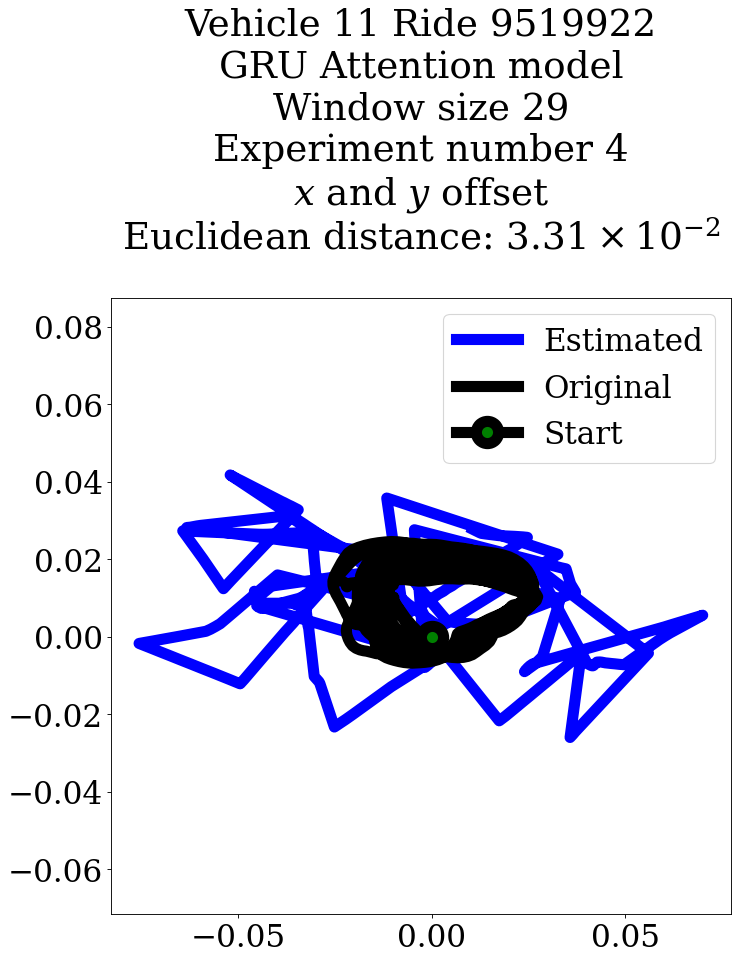 Vehicle 11 Ride 9519922
GRU Attention model
Window size 29
Experiment number 4
x and y offset
Euclidean distance: 3.31 × 10⁻²
Estimated
Original
Start
0.08
0.06
0.04
0.02
0.00
−0.02
−0.04
−0.06
−0.05 0.00 0.05